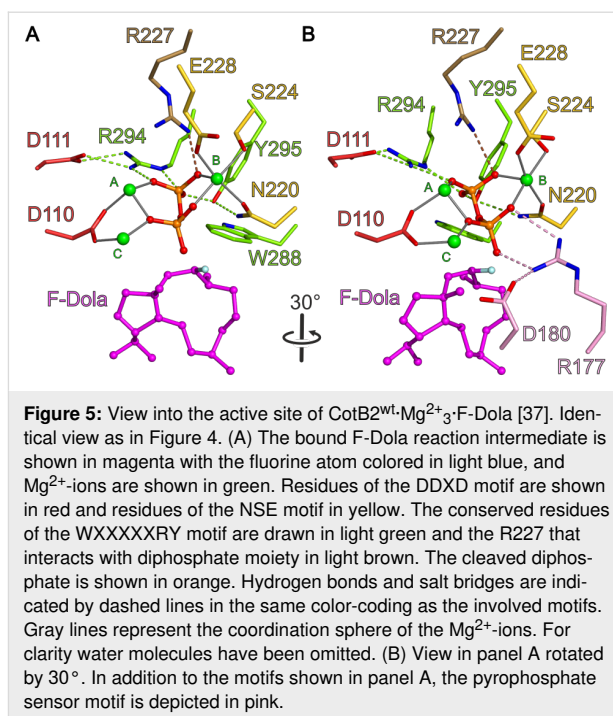 A
B
R227
R227
E228
E228
S224
Y295
S224
R294
R294
D111
D111
B
Y295
B
A
A
N220
N220
D110
D110
C
C
W288
F-Dola
30°
F-Dola
D180
R177
Figure 5: View into the active site of CotB2ʷᵗ·Mg²⁺₃·F-Dola [37]. Iden-
tical view as in Figure 4. (A) The bound F-Dola reaction intermediate is
shown in magenta with the fluorine atom colored in light blue, and
Mg²⁺-ions are shown in green. Residues of the DDXD motif are shown
in red and residues of the NSE motif in yellow. The conserved residues
of the WXXXXXRY motif are drawn in light green and the R227 that
interacts with diphosphate moiety in light brown. The cleaved diphos-
phate is shown in orange. Hydrogen bonds and salt bridges are indi-
cated by dashed lines in the same color-coding as the involved motifs.
Gray lines represent the coordination sphere of the Mg²⁺-ions. For
clarity water molecules have been omitted. (B) View in panel A rotated
by 30°. In addition to the motifs shown in panel A, the pyrophosphate
sensor motif is depicted in pink.